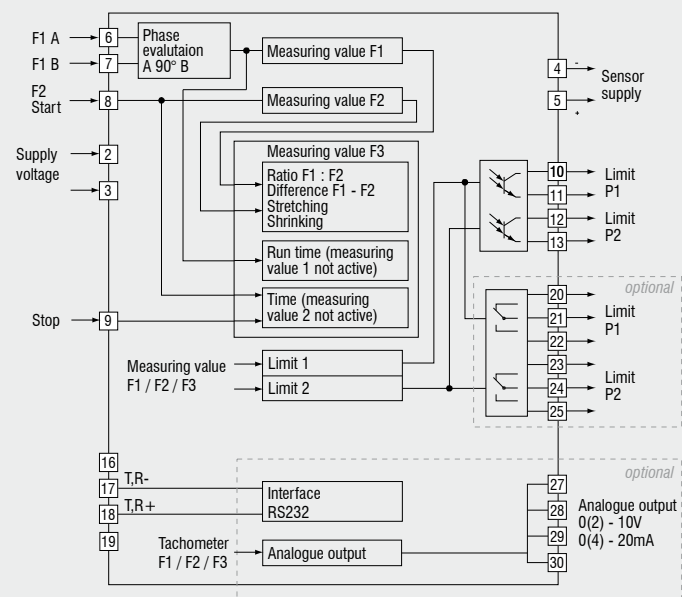 F1 A
6
Phase
evalutaion
A 90° B
F1 B
7
Measuring value F1
4
-
Sensor
supply
5
+
F2
Start
8
Measuring value F2
Supply
voltage
2
3
Measuring value F3
Ratio F1 : F2
Difference F1 - F2
Stretching
Shrinking
Run time (measuring
value 1 not active)
Time (measuring
value 2 not active)
Stop
9
10
Limit
P1
11
12
Limit
P2
13
optional
20
21
Limit
P1
22
23
24
Limit
P2
25
Measuring value
F1 / F2 / F3
Limit 1
Limit 2
16
17
T,R-
18
T,R+
19
Interface
RS232
Tachometer
F1 / F2 / F3
Analogue output
optional
27
28
29
30
Analogue output
0(2) - 10V
0(4) - 20mA